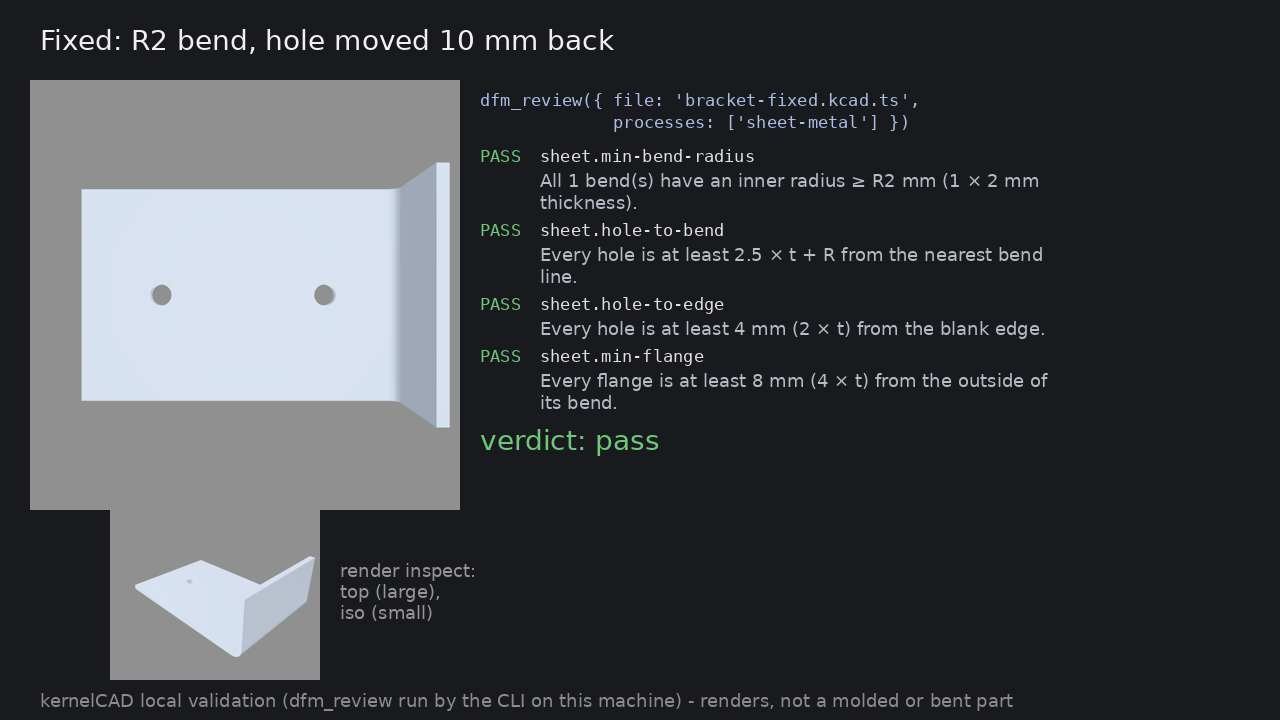 Fixed: R2 bend, hole moved 10 mm back
dfm_review({ file: 'bracket-fixed.kcad.ts',
processes: ['sheet-metal'] })
PASS sheet.min-bend-radius
All 1 bend(s) have an inner radius ≥ R2 mm (1 × 2 mm
thickness).
PASS sheet.hole-to-bend
Every hole is at least 2.5 × t + R from the nearest bend
line.
PASS sheet.hole-to-edge
Every hole is at least 4 mm (2 × t) from the blank edge.
PASS sheet.min-flange
Every flange is at least 8 mm (4 × t) from the outside of
its bend.
verdict: pass
render inspect:
top (large),
iso (small)
kernelCAD local validation (dfm_review run by the CLI on this machine) - renders, not a molded or bent part